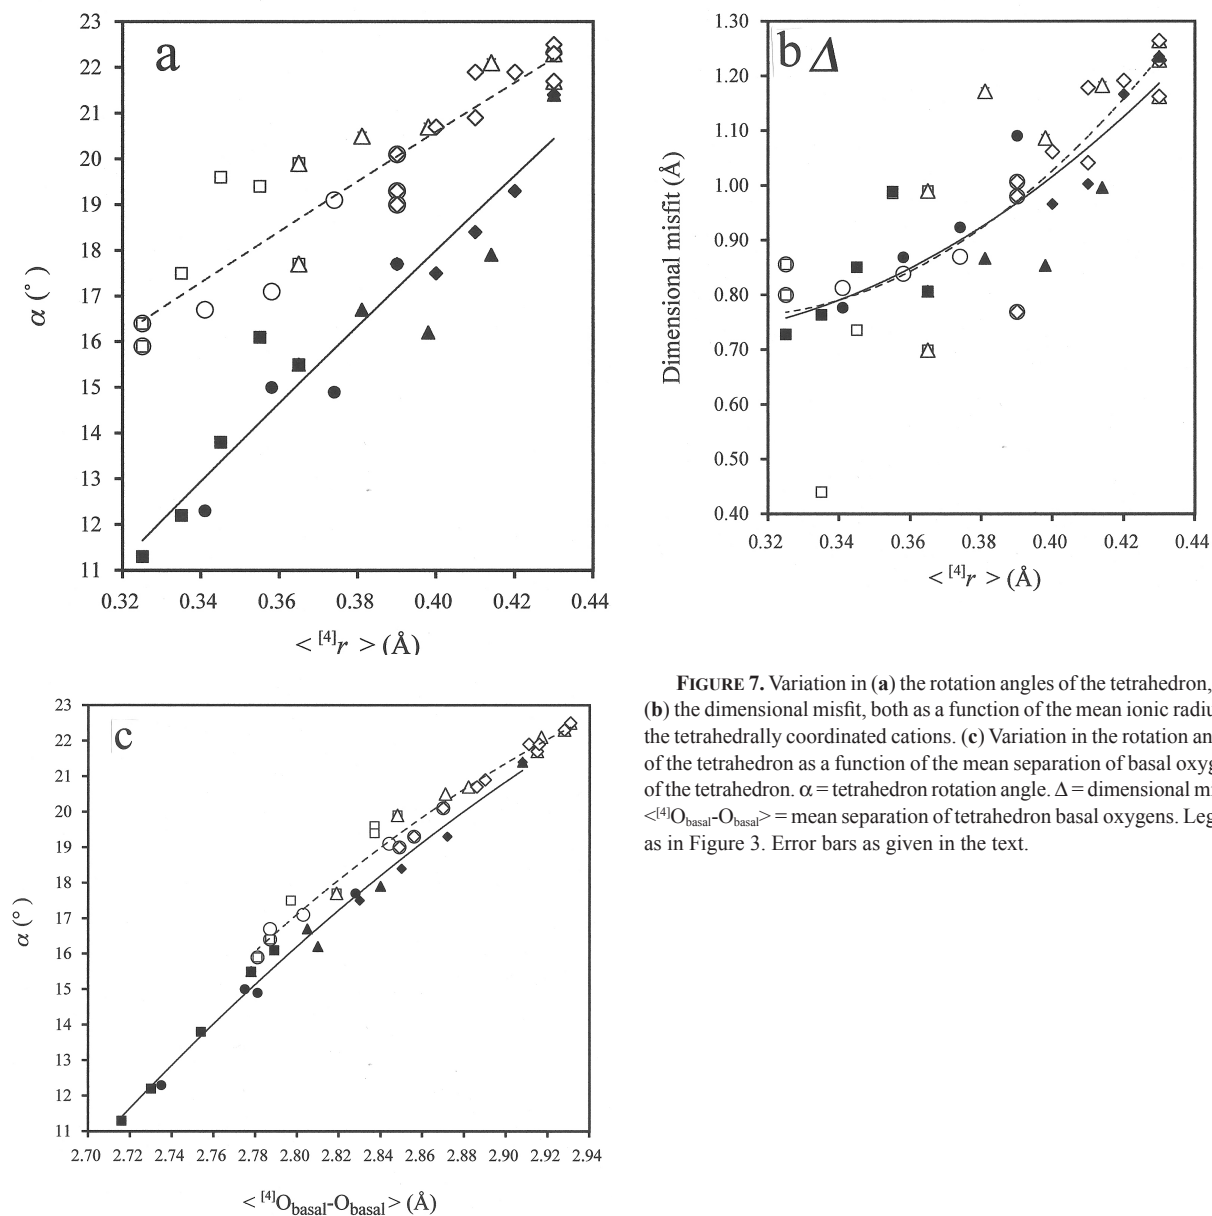 a
23
22
21
20
19
18
17
16
15
14
13
12
11
α (°)
0.32 0.34 0.36 0.38 0.40 0.42 0.44
< [4]r > (Å)
b Δ
1.30
1.20
1.10
1.00
0.90
0.80
0.70
0.60
0.50
0.40
Dimensional misfit (Å)
0.32 0.34 0.36 0.38 0.40 0.42 0.44
< [4]r > (Å)
c
23
22
21
20
19
18
17
16
15
14
13
12
11
α (°)
2.70 2.72 2.74 2.76 2.78 2.80 2.82 2.84 2.86 2.88 2.90 2.92 2.94
< [4]Obasal-Obasal > (Å)
FIGURE 7. Variation in (a) the rotation angles of the tetrahedron,
(b) the dimensional misfit, both as a function of the mean ionic radiu
the tetrahedrally coordinated cations. (c) Variation in the rotation an
of the tetrahedron as a function of the mean separation of basal oxyg
of the tetrahedron. α = tetrahedron rotation angle. Δ = dimensional m
<[4]Obasal-Obasal> = mean separation of tetrahedron basal oxygens. Leg
as in Figure 3. Error bars as given in the text.